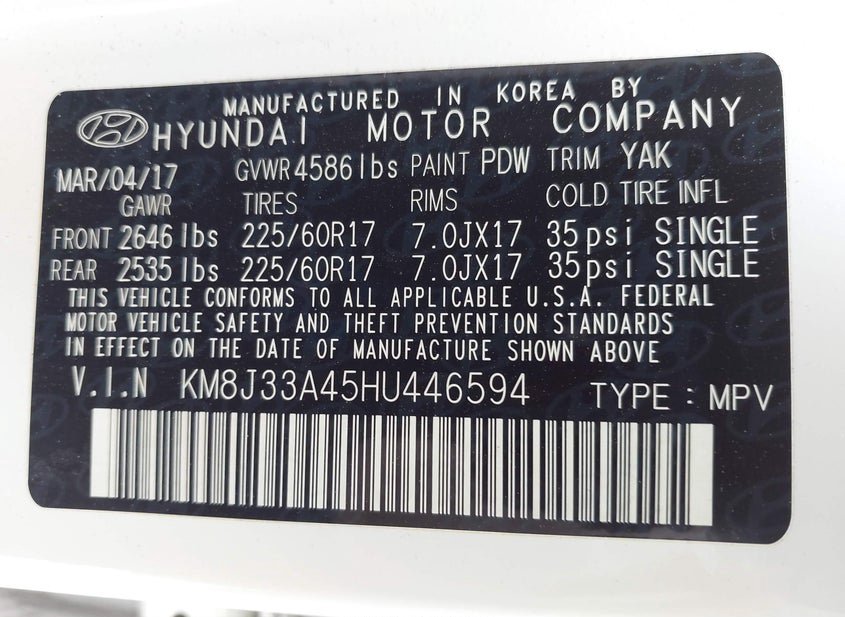 MANUFACTURED IN KOREA BY
HYUNDAI MOTOR COMPANY
MAR/04/17 GVWR 4586 lbs PAINT PDW TRIM YAK
GAWR TIRES RIMS COLD TIRE INFL
FRONT 2646 lbs 225/60R17 7.0JX17 35psi SINGLE
REAR 2535 lbs 225/60R17 7.0JX17 35psi SINGLE
THIS VEHICLE CONFORMS TO ALL APPLICABLE U.S.A. FEDERAL
MOTOR VEHICLE SAFETY AND THEFT PREVENTION STANDARDS
IN EFFECT ON THE DATE OF MANUFACTURE SHOWN ABOVE
V.I.N KM8J33A45HU446594 TYPE : MPV